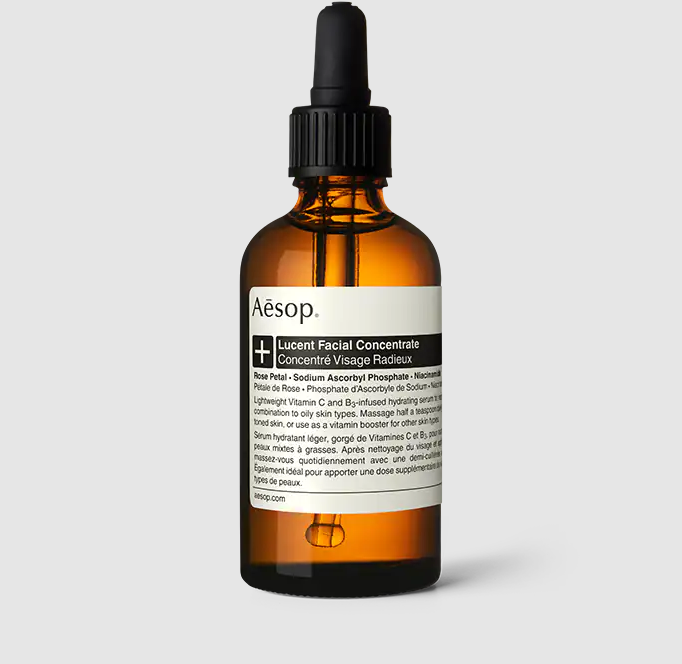 Aēsop®
Lucent Facial Concentrate
Concentré Visage Radieux
Rose Petal • Sodium Ascorbyl Phosphate • Niacinamide
Pétale de Rose • Phosphate d'Ascorbyle de Sodium •
Lightweight Vitamin C and B3-infused hydrating serum
combination to oily skin types. Massage half a teaspoon
toned skin, or use as a vitamin booster for other skin
Sérum hydratant léger, gorgé de Vitamines C et B3,
peaux mixtes à grasses. Après nettoyage du visage et
massez-vous quotidiennement avec une
Également idéal pour apporter une dose supplémentaire
types de peaux.
aesop.com